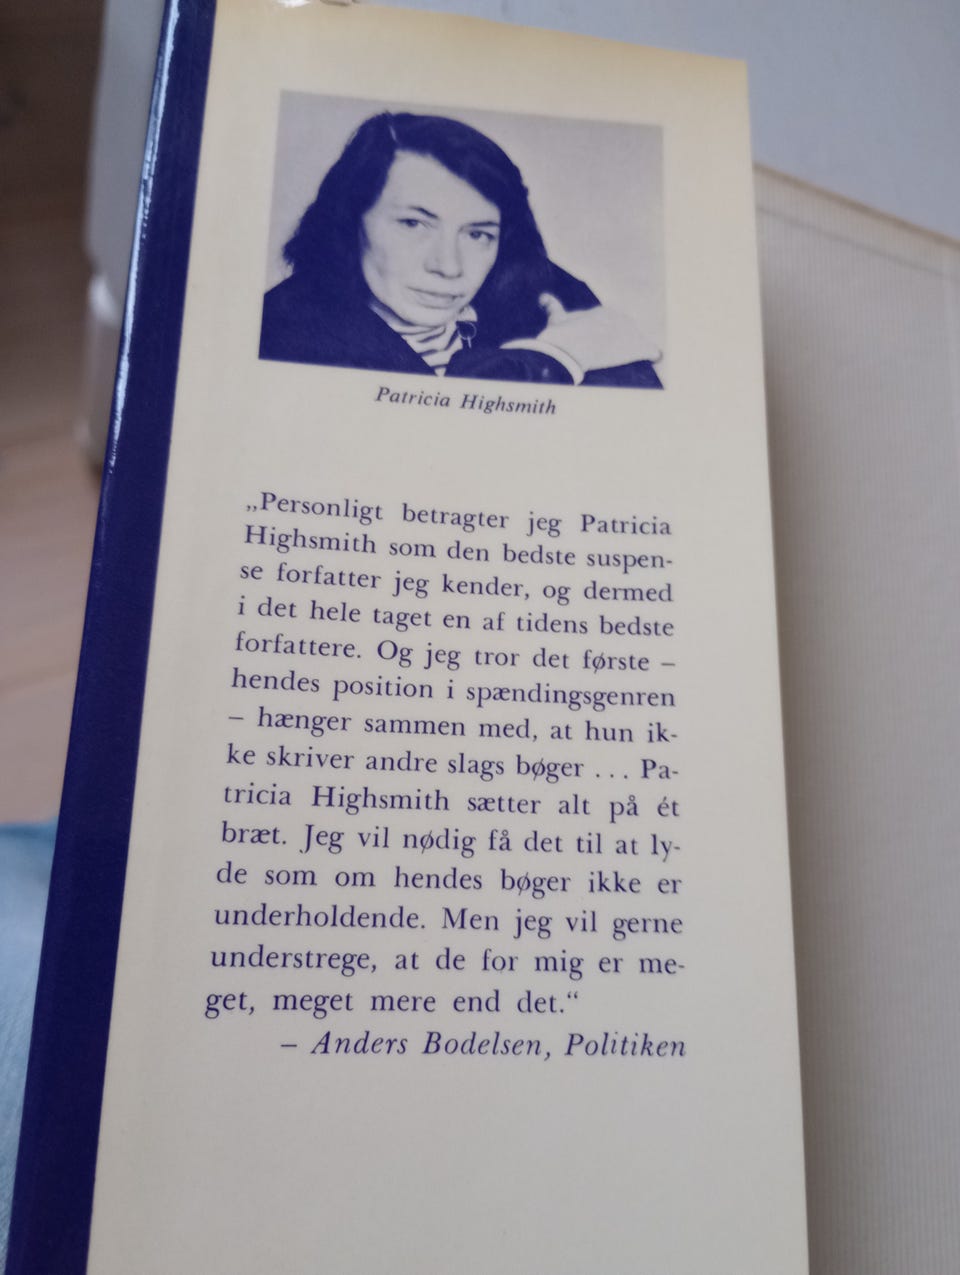 Patricia Highsmith
„Personligt betragter jeg Patricia
Highsmith som den bedste suspen-
se forfatter jeg kender, og dermed
i det hele taget en af tidens bedste
forfattere. Og jeg tror det første –
hendes position i spændingsgenren
– hænger sammen med, at hun ik-
ke skriver andre slags bøger ... Pa-
tricia Highsmith sætter alt på ét
bræt. Jeg vil nødig få det til at ly-
de som om hendes bøger ikke er
underholdende. Men jeg vil gerne
understrege, at de for mig er me-
get, meget mere end det.“
– Anders Bodelsen, Politiken